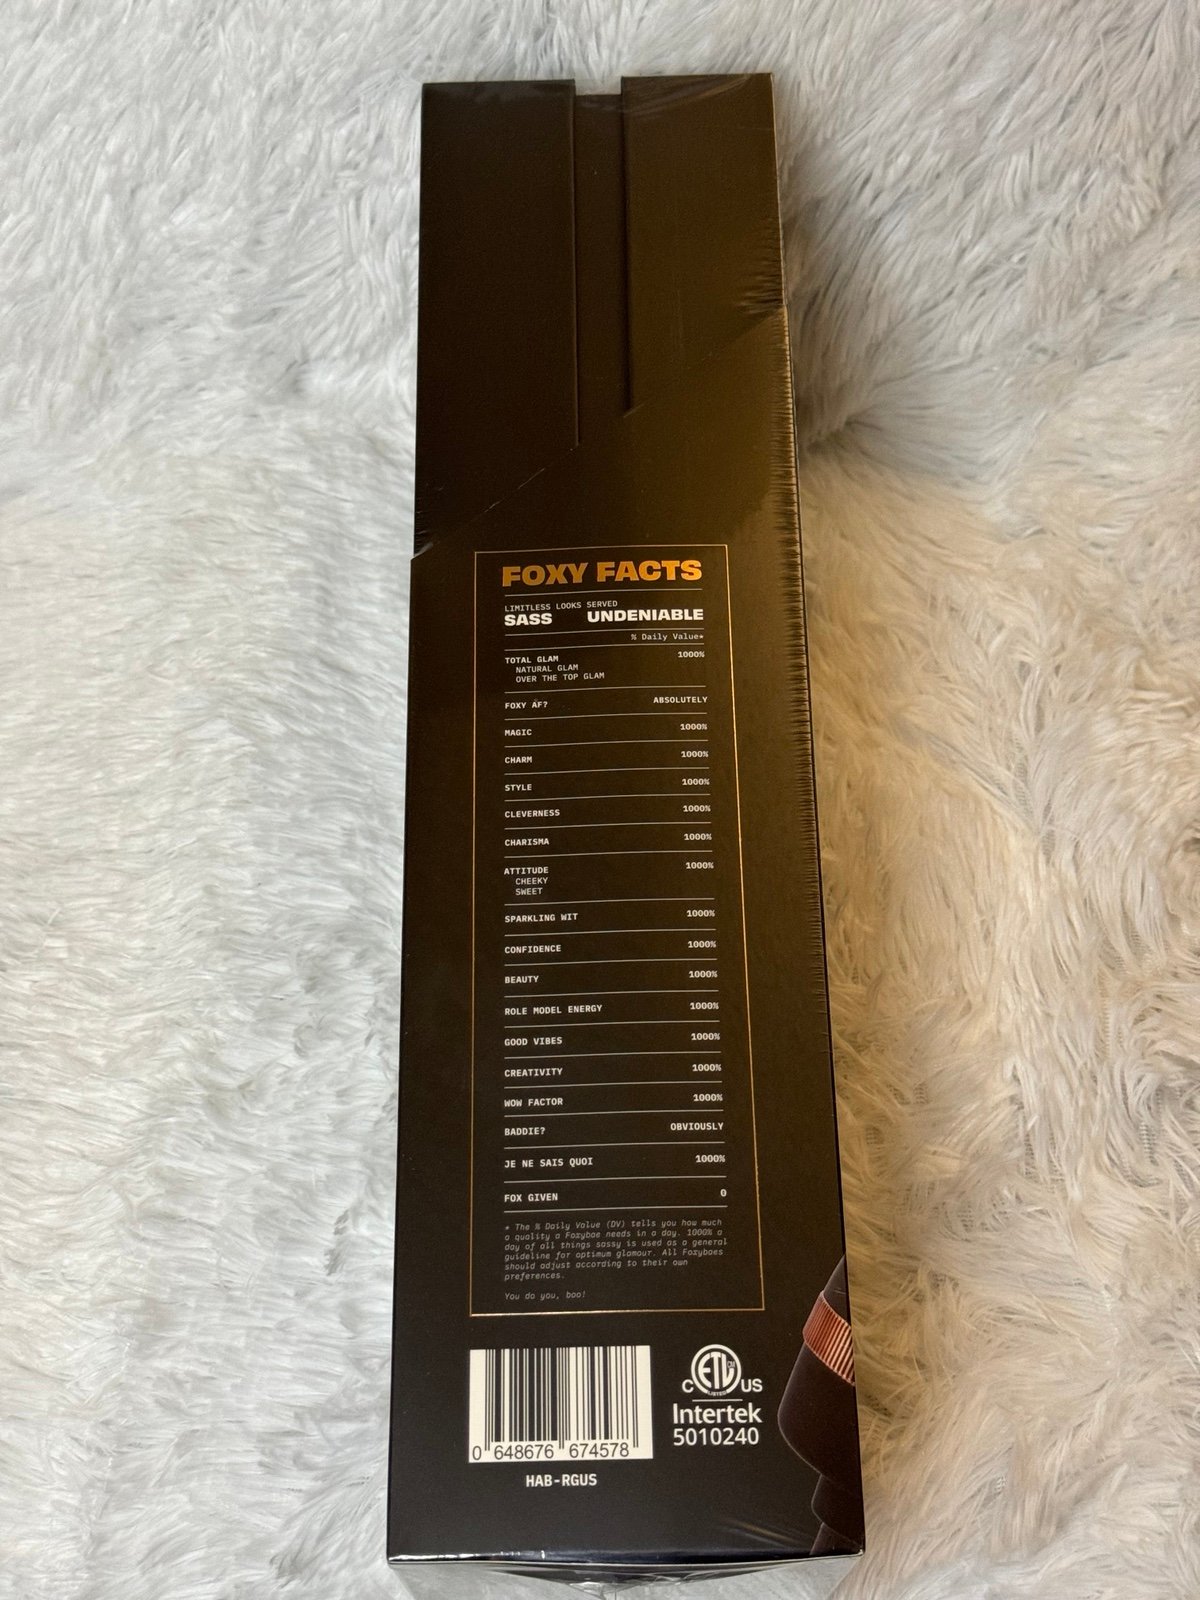 FOXY FACTS
LIMITLESS LOOKS SERVED
SASS UNDENIABLE
% Daily Value*
TOTAL GLAM 1000%
NATURAL GLAM
OVER THE TOP GLAM
FOXY AF? ABSOLUTELY
MAGIC 1000%
CHARM 1000%
STYLE 1000%
CLEVERNESS 1000%
CHARISMA 1000%
ATTITUDE 1000%
CHEEKY
SWEET
SPARKLING WIT 1000%
CONFIDENCE 1000%
BEAUTY 1000%
ROLE MODEL ENERGY 1000%
GOOD VIBES 1000%
CREATIVITY 1000%
WOW FACTOR 1000%
BADDIE? OBVIOUSLY
JE NE SAIS QUOI 1000%
FOX GIVEN 0
* The % Daily Value (DV) tells you how much
a quality a Foxybae needs in a day. 1000% a
day of all things sassy is used as a general
guideline for optimum glamour. All Foxybaes
should adjust according to their own
preferences.
You do you, boo!
0 648676 674578
HAB-RGUS
C ETL CM US
LISTED
Intertek
5010240